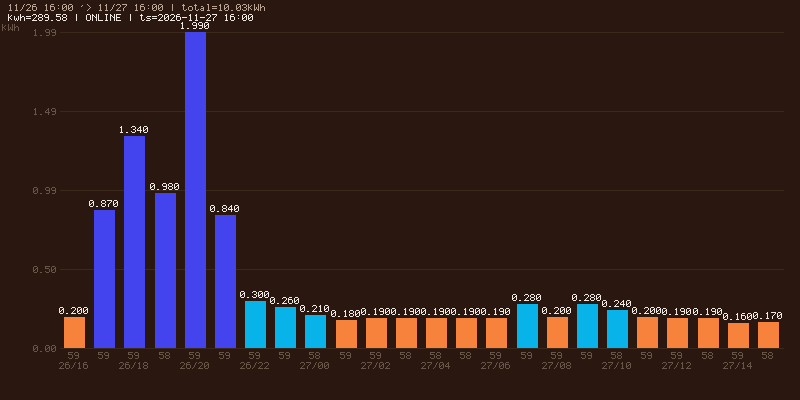 11/26 16:00 -> 11/27 16:00 | total=10.03kWh
Kwh=289.58 | ONLINE | ts=2026-11-27 16:00
kWh
1.99
1.49
0.99
0.50
0.00
0.200 0.870 1.340 0.980 1.990 0.840 0.300 0.260 0.210 0.180 0.190 0.190 0.190 0.190 0.190 0.280 0.200 0.280 0.240 0.200 0.190 0.190 0.160 0.170
59 59 59 58 59 59 59 59 58 59 59 58 58 58 59 59 59 59 58 59 59 58 59 58
26/16 26/18 26/20 26/22 27/00 27/02 27/04 27/06 27/08 27/10 27/12 27/14